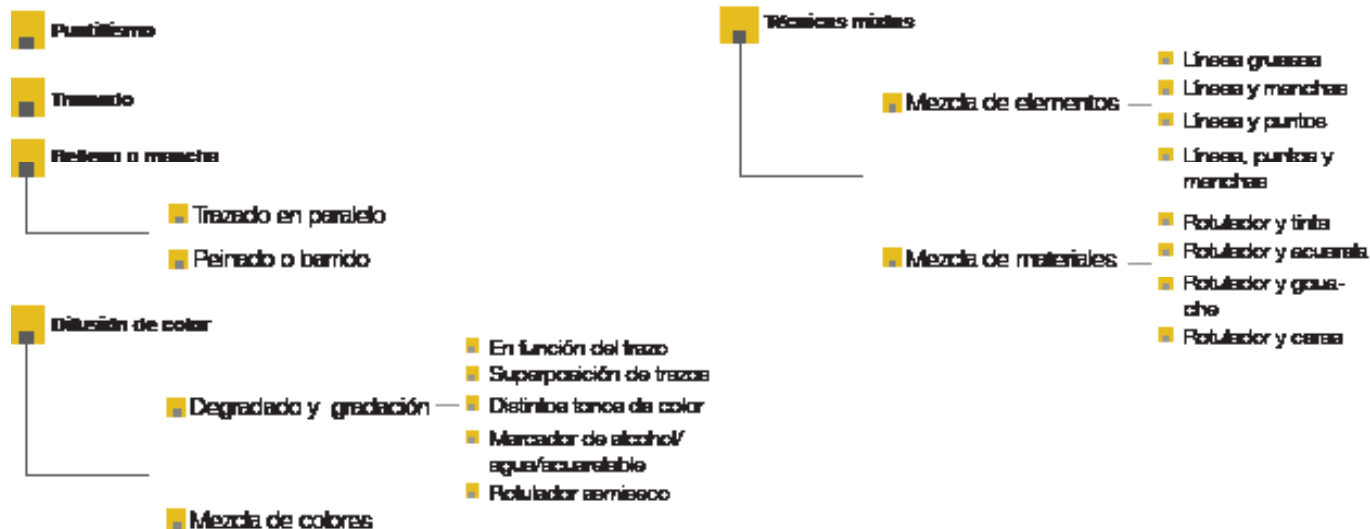 Puntillismo
Trazado
Relleno o mancha
Trazado en paralelo
Peinado o barrido
Difusión de color
Degradado y gradación
En función del trazo
Superposición de trazos
Distintos tonos de color
Marcador de alcohol/
agua/acuarelable
Rotulador semiseco
Mezcla de colores
Técnicas mixtas
Mezcla de elementos
Líneas gruesas
Líneas y manchas
Líneas y puntos
Líneas, puntos y
manchas
Mezcla de materiales
Rotulador y tinta
Rotulador y acuarela
Rotulador y goua-
che
Rotulador y ceras